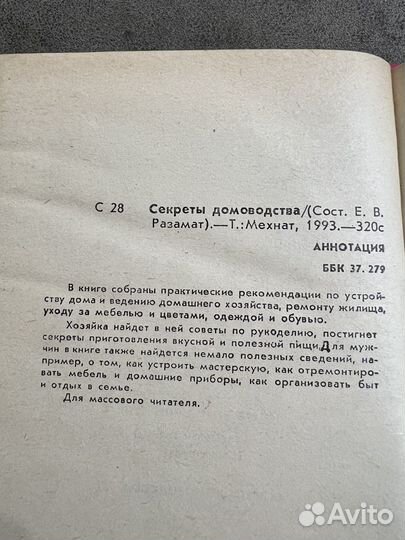 С 28 Секреты домоводства/(Сост. Е. В.
Разамат).—Т.:Мехнат, 1993.—320с
АННОТАЦИЯ
ББК 37. 279
В книге собраны практические рекомендации по устрой-
ству дома и ведению домашнего хозяйства, ремонту жилища,
уходу за мебелью и цветами, одеждой и обувью.
Хозяйка найдет в ней советы по рукоделию, постигнет
секреты приготовления вкусной и полезной пищи.Для муж-
чин в книге также найдется немало полезных сведений, на-
пример, о том, как устроить мастерскую, как отремонтиро-
вать мебель и домашние приборы, как организовать быт
и отдых в семье.
Для массового читателя.
Avito